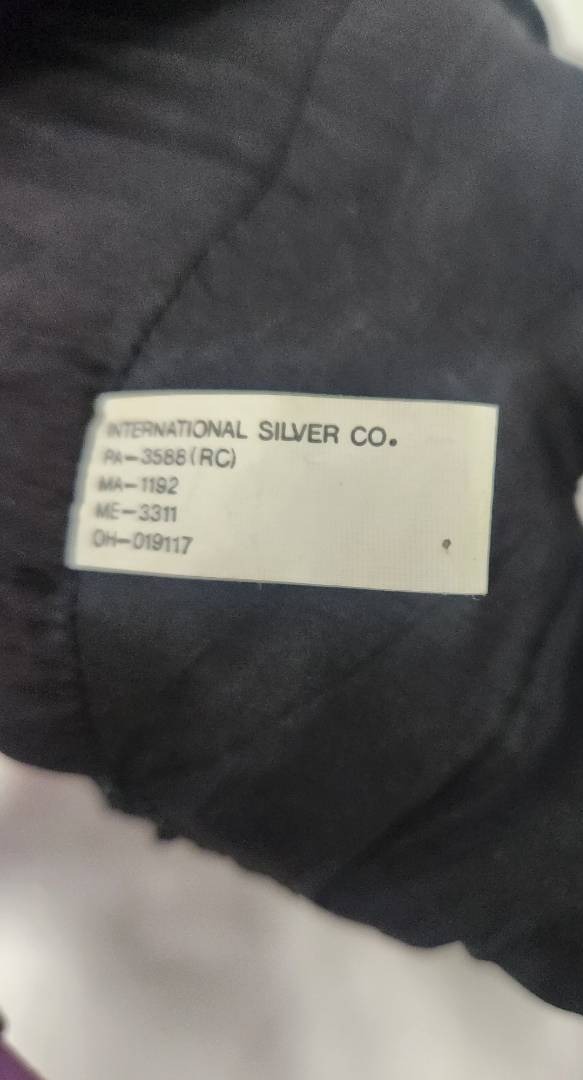 INTERNATIONAL SILVER CO.
PA-3588(RC)
MA-1192
ME-3311
OH-019117